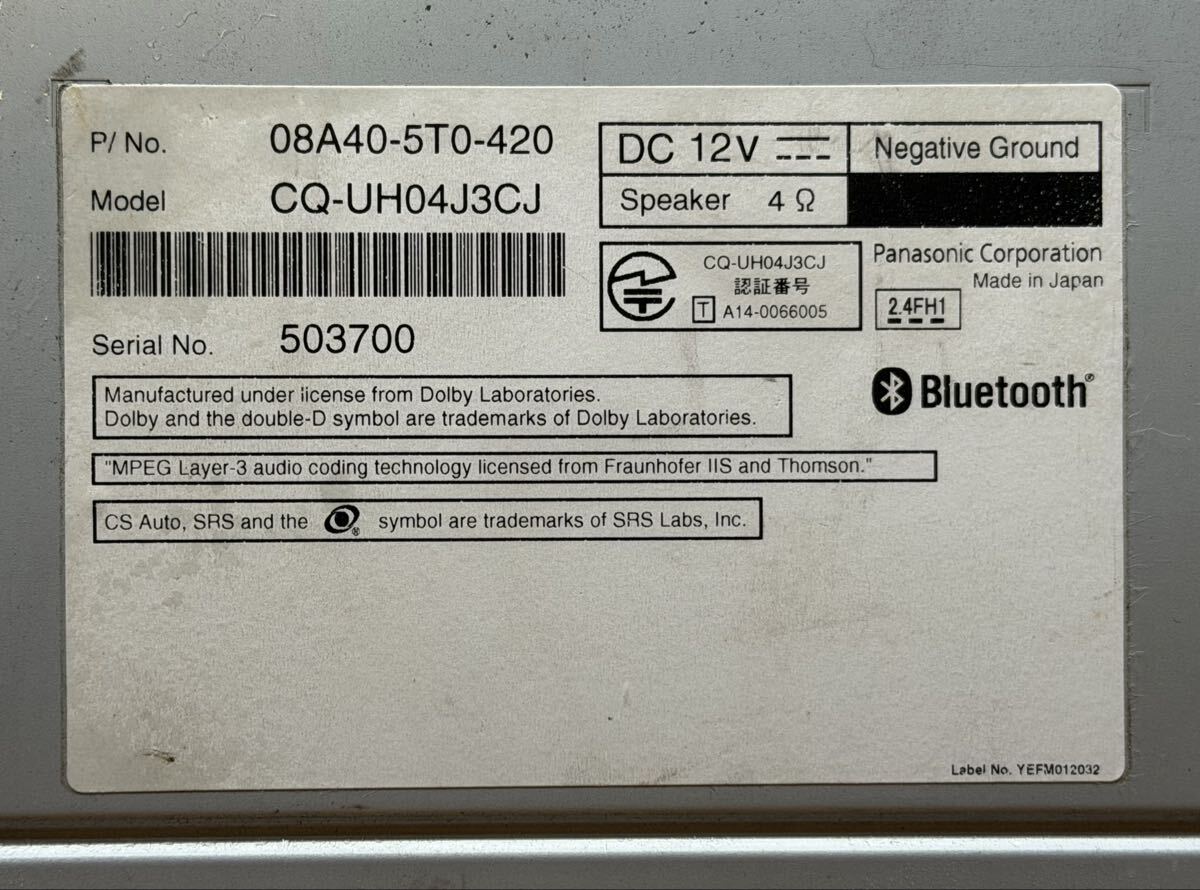 P/ No. 08A40-5T0-420
Model CQ-UH04J3CJ
Serial No. 503700
DC 12V
Negative Ground
Speaker 4 Ω
CQ-UH04J3CJ
認証番号
T A14-0066005
Panasonic Corporation
Made in Japan
2.4FH1
Bluetooth®
Manufactured under license from Dolby Laboratories.
Dolby and the double-D symbol are trademarks of Dolby Laboratories.
"MPEG Layer-3 audio coding technology licensed from Fraunhofer IIS and Thomson."
CS Auto, SRS and the ® symbol are trademarks of SRS Labs, Inc.
Label No. YEFM012032